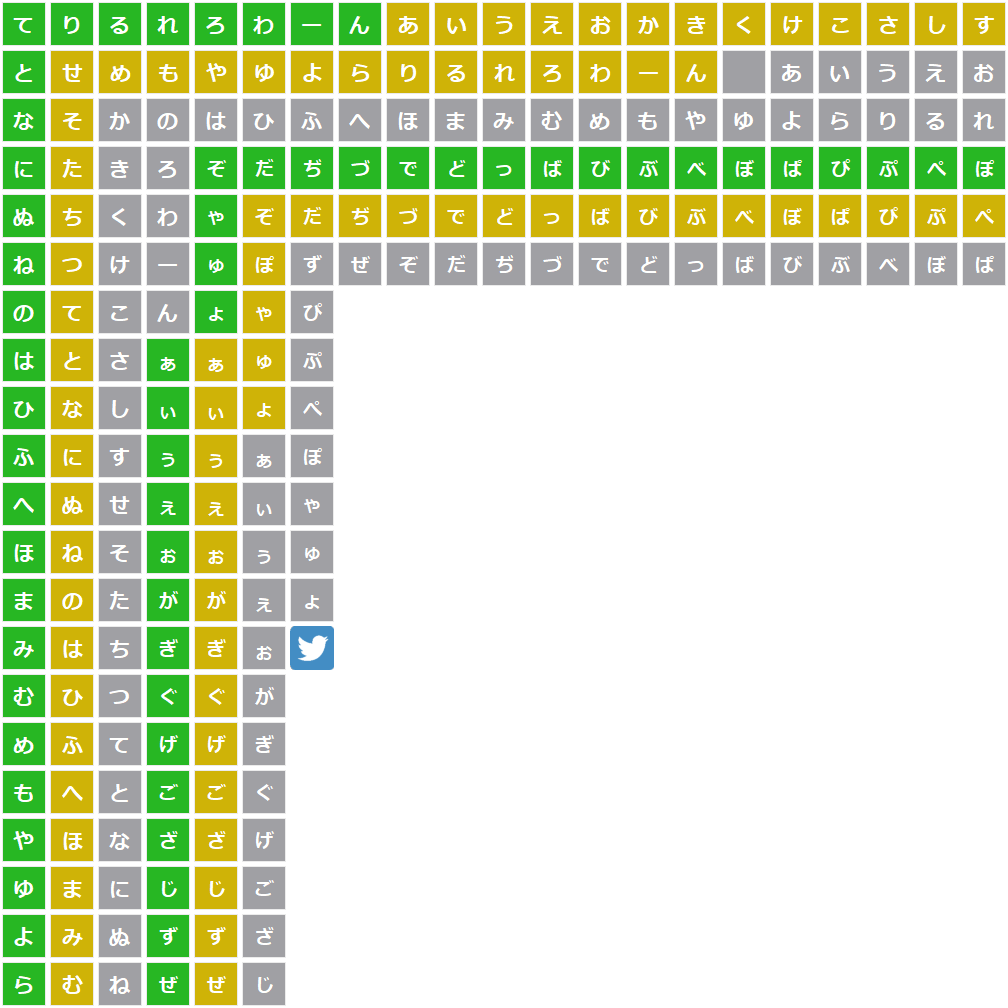 てりるれろわーんあいうえおかきくけこさしす
とせめもやゆよらりるれろわーんあいうえお
なそかのはひふへほまみむめもやゆよらりるれ
にたきろぞだぢづでどっばびぶべぼぱぴぷぺぽ
ぬちくわゃぞだぢづでどっばびぶべぼぱぴぷぺ
ねつけーゅぽずぜぞだぢづでどっばびぶべぼぱ
のてこんょゃぴ
はとさぁぁゅぷ
ひなしぃぃょぺ
ふにすぅぅぁぽ
へぬせぇぇぃゃ
ほねそぉぉぅゅ
まのたががぇょ
みはちぎぎぉ
むひつぐぐが
めふてげげぎ
もへとごごぐ
やほなざざげ
ゆまにじじご
よみぬずずざ
らむねぜぜじ